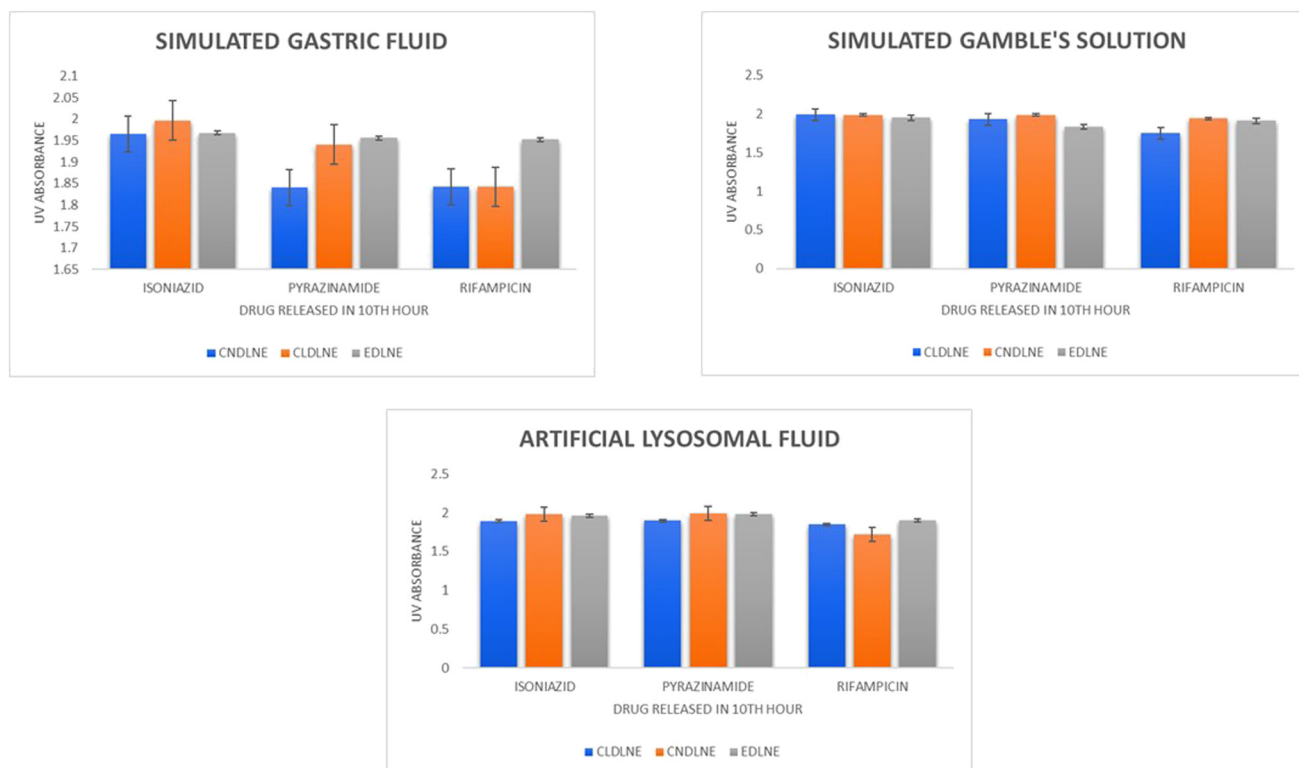 SIMULATED GASTRIC FLUID
UV ABSORBANCE
2.1
2.05
2
1.95
1.9
1.85
1.8
1.75
1.7
1.65
ISONIAZID PYRAZINAMIDE RIFAMPICIN
DRUG RELEASED IN 10TH HOUR
CNDLNE CLDLNE EDLNE
SIMULATED GAMBLE'S SOLUTION
UV ABSORBANCE
2.5
2
1.5
1
0.5
0
ISONIAZID PYRAZINAMIDE RIFAMPICIN
DRUG RELEASED IN 10TH HOUR
CLDLNE CNDLNE EDLNE
ARTIFICIAL LYSOSOMAL FLUID
UV ABSORBANCE
2.5
2
1.5
1
0.5
0
ISONIAZID PYRAZINAMIDE RIFAMPICIN
DRUG RELEASED IN 10TH HOUR
CLDLNE CNDLNE EDLNE